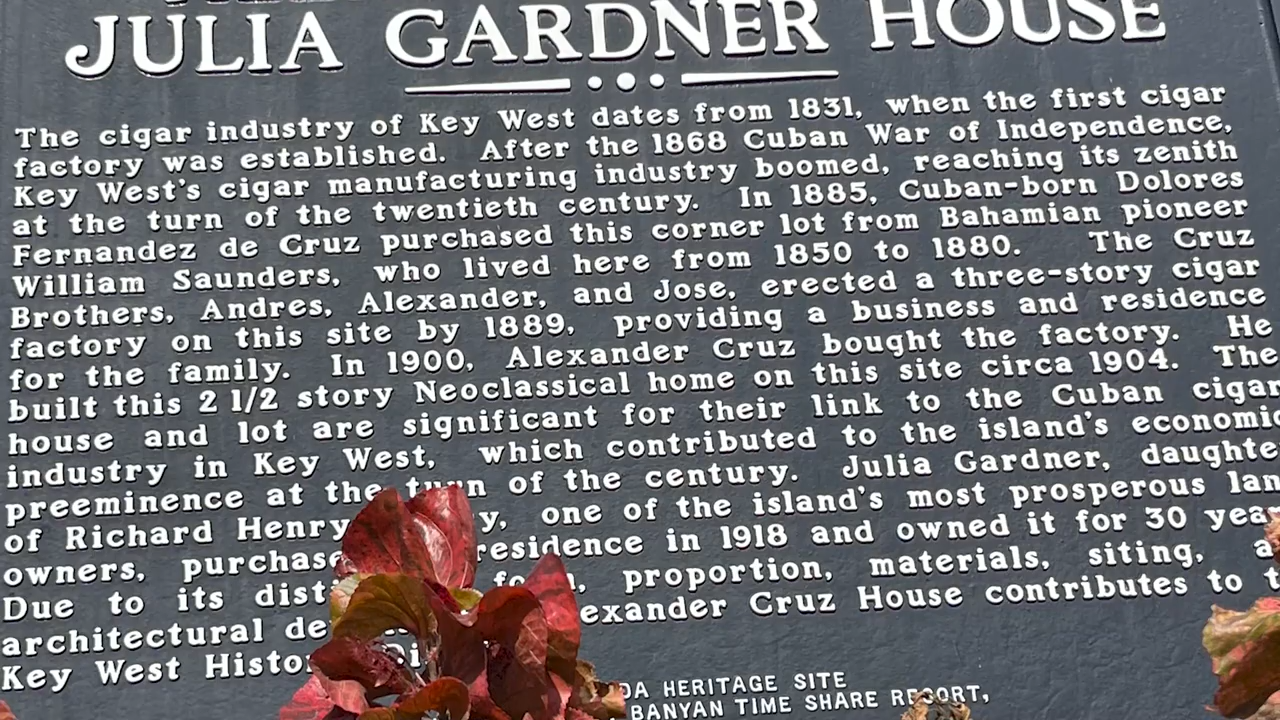 JULIA GARDNER HOUSE
The cigar industry of Key West dates from 1831, when the first cigar
factory was established. After the 1868 Cuban War of Independence,
Key West's cigar manufacturing industry boomed, reaching its zenith
at the turn of the twentieth century. In 1885, Cuban-born Dolores
Fernandez de Cruz purchased this corner lot from Bahamian pioneer
William Saunders, who lived here from 1850 to 1880. The Cruz
Brothers, Andres, Alexander, and Jose, erected a three-story cigar
factory on this site by 1889, providing a business and residence
for the family. In 1900, Alexander Cruz bought the factory. He
built this 2 1/2 story Neoclassical home on this site circa 1904. The
house and lot are significant for their link to the Cuban cigar
industry in Key West, which contributed to the island's economic
preeminence at the turn of the century. Julia Gardner, daughte
of Richard Henry y, one of the island's most prosperous lan
owners, purchase residence in 1918 and owned it for 30 year
Due to its dist fo proportion, materials, siting, a
architectural de exander Cruz House contributes to t
Key West Histor Di
DA HERITAGE SITE
BANYAN TIME SHARE RESORT,